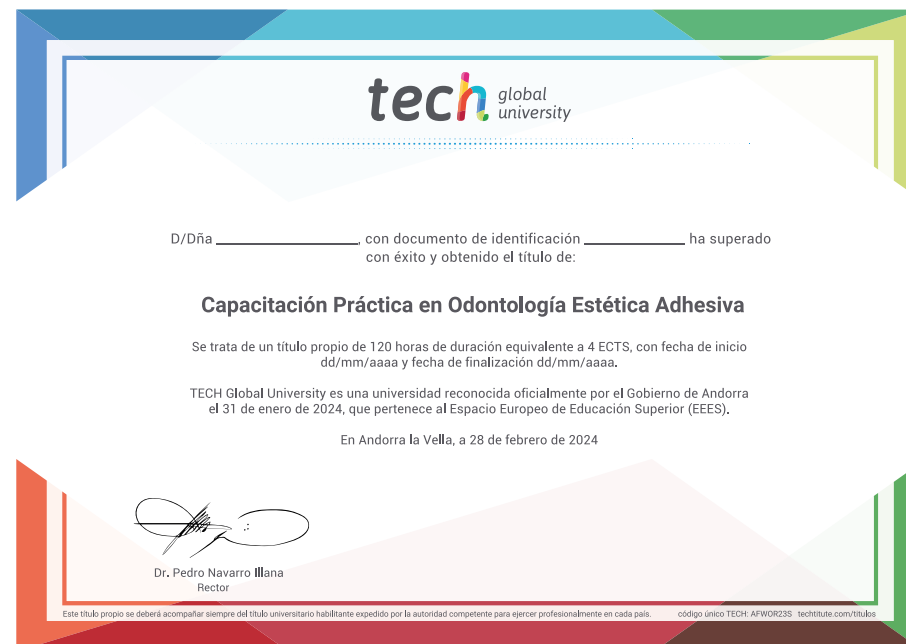 tech global university
D/Dña ____________________, con documento de identificación ______________ ha superado
con éxito y obtenido el título de:
Capacitación Práctica en Odontología Estética Adhesiva
Se trata de un título propio de 120 horas de duración equivalente a 4 ECTS, con fecha de inicio
dd/mm/aaaa y fecha de finalización dd/mm/aaaa.
TECH Global University es una universidad reconocida oficialmente por el Gobierno de Andorra
el 31 de enero de 2024, que pertenece al Espacio Europeo de Educación Superior (EEES).
En Andorra la Vella, a 28 de febrero de 2024
Dr. Pedro Navarro Illana
Rector
Este título propio se deberá acompañar siempre del título universitario habilitante expedido por la autoridad competente para ejercer profesionalmente en cada país. código único TECH: AFWOR23S techtitute.com/titulos